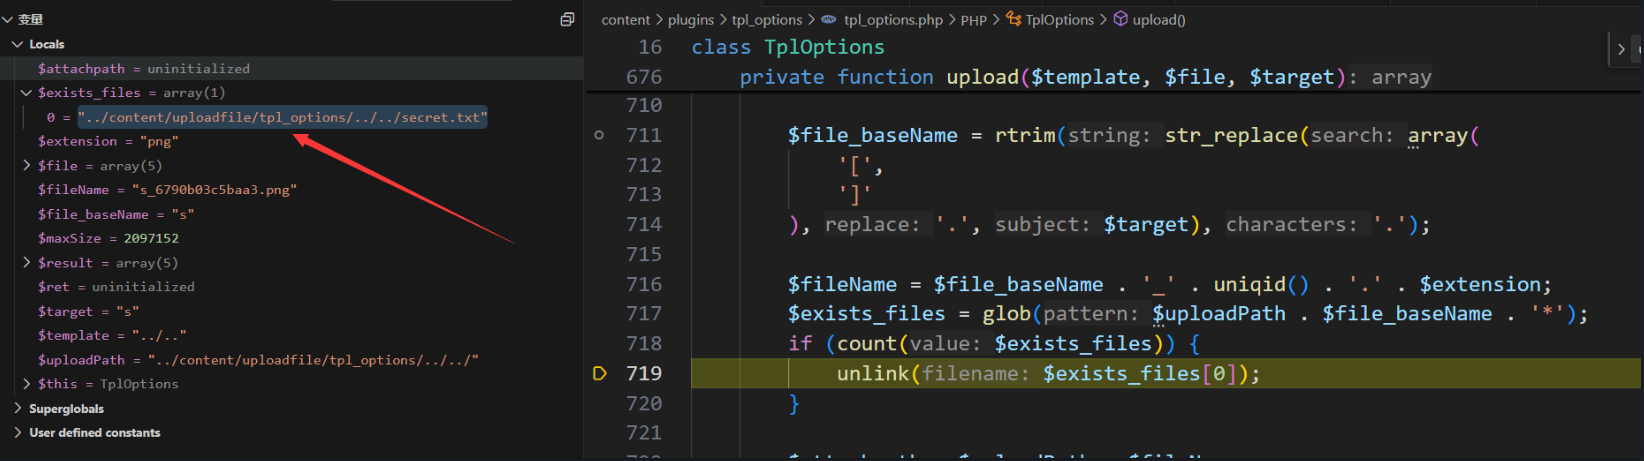 变量
Locals
$attachpath = uninitialized
$exists_files = array(1)
0 = "../content/uploadfile/tpl_options/../../secret.txt"
$extension = "png"
$file = array(5)
$fileName = "s_6790b03c5baa3.png"
$file_baseName = "s"
$maxSize = 2097152
$result = array(5)
$ret = uninitialized
$target = "s"
$template = "../.."
$uploadPath = "../content/uploadfile/tpl_options/../../"
$this = TplOptions
Superglobals
User defined constants
content > plugins > tpl_options > tpl_options.php > PHP > TplOptions > upload()
16 class TplOptions
676 private function upload($template, $file, $target): array
710
711 $file_baseName = rtrim(string: str_replace(search: array(
712 '[',
713 ']'
714 ), replace: '.', subject: $target), characters: '.');
715
716 $fileName = $file_baseName . '_' . uniqid() . '.' . $extension;
717 $exists_files = glob(pattern: $uploadPath . $file_baseName . '*');
718 if (count(value: $exists_files)) {
719 unlink(filename: $exists_files[0]);
720 }
721